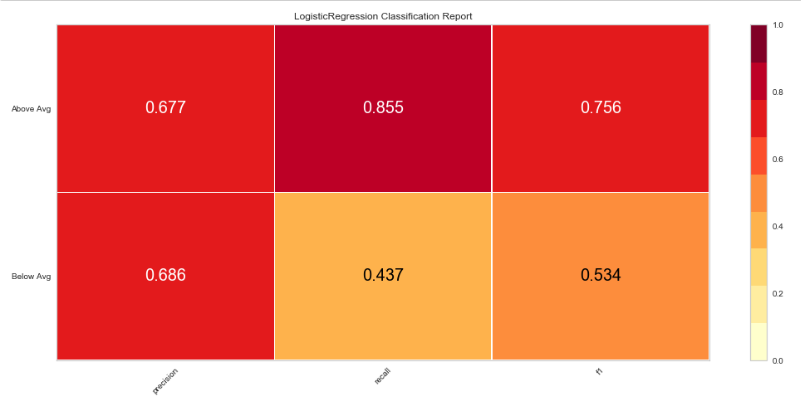 LogisticRegression Classification Report
Above Avg
0.677
0.855
0.756
Below Avg
0.686
0.437
0.534
precision
recall
f1
1.0
0.8
0.6
0.4
0.2
0.0